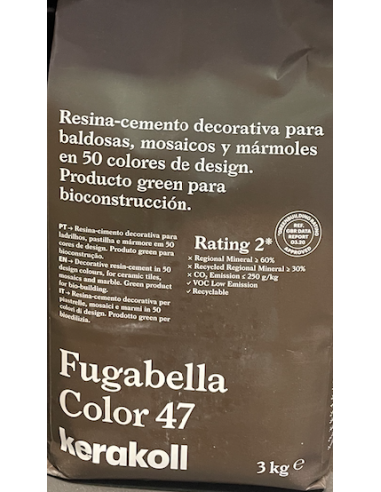 Resina-cemento decorativa para
baldosas, mosaicos y mármoles
en 50 colores de design.
Producto green para
bioconstrucción.
PT → Resina-cimento decorativa para
ladrilhos, pastilha e mármore em 50
cores de design. Produto green para
bioconstrução.
EN → Decorative resin-cement in 50
design colours, for ceramic tiles,
mosaics and marble. Green product
for bio-building.
IT → Resina-cemento decorativa per
piastrelle, mosaici e marmi in 50
colori di design. Prodotto green per
bioedilizia.
Rating 2*
× Regional Mineral ≥ 60%
× Recycled Regional Mineral ≥ 30%
× CO₂ Emission ≤ 250 g/kg
✓ VOC Low Emission
✓ Recyclable
REF.
GBR DATA
REPORT
Fugabella
Color 47
kerakoll
3 kg e